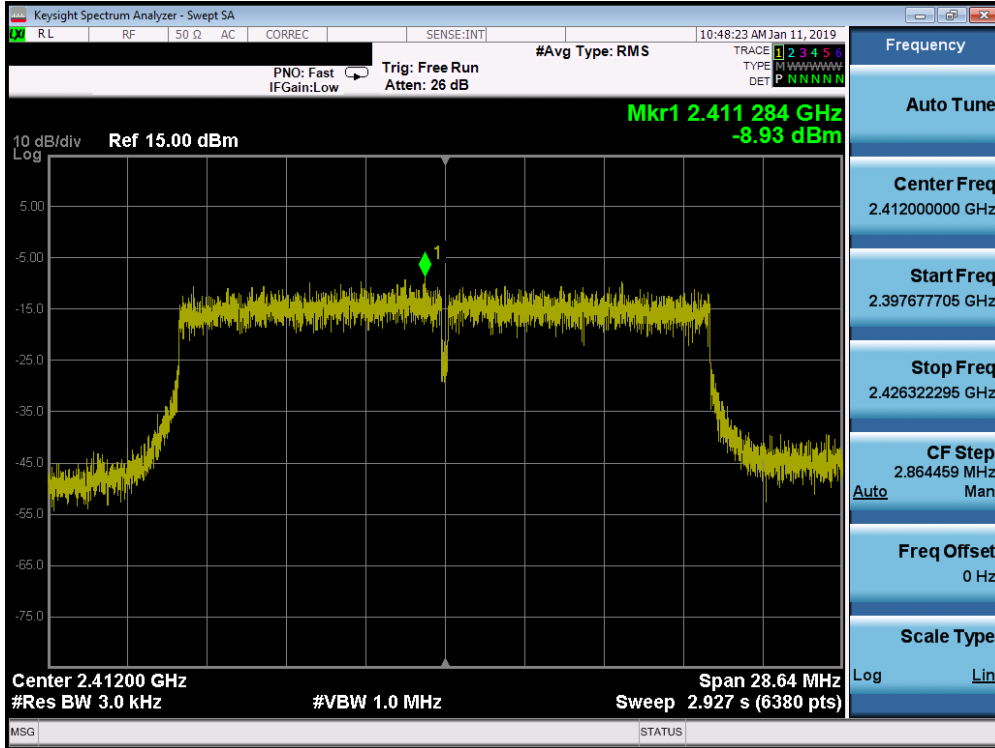 Keysight Spectrum Analyzer - Swept SA
LXI RL RF 50 Ω AC CORREC SENSE:INT 10:48:23 AM Jan 11, 2019
#Avg Type: RMS TRACE 1 2 3 4 5 6
PNO: Fast Trig: Free Run TYPE M WWWWW
IFGain:Low Atten: 26 dB DET P N N N N N
Mkr1 2.411 284 GHz
-8.93 dBm
10 dB/div Ref 15.00 dBm
Log
1
5.00
-5.00
-15.0
-25.0
-35.0
-45.0
-55.0
-65.0
-75.0
Center 2.41200 GHz Span 28.64 MHz
#Res BW 3.0 kHz #VBW 1.0 MHz Sweep 2.927 s (6380 pts)
MSG STATUS
Frequency
Auto Tune
Center Freq
2.412000000 GHz
Start Freq
2.397677705 GHz
Stop Freq
2.426322295 GHz
CF Step
2.864459 MHz
Auto Man
Freq Offset
0 Hz
Scale Type
Log Lin